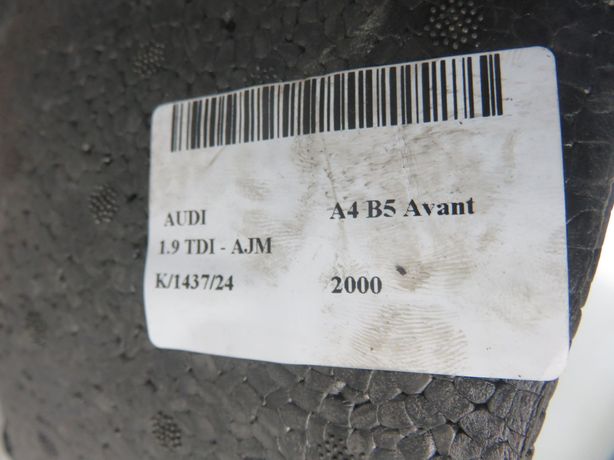 AUDI A4 B5 Avant
1.9 TDI - AJM
K/1437/24 2000